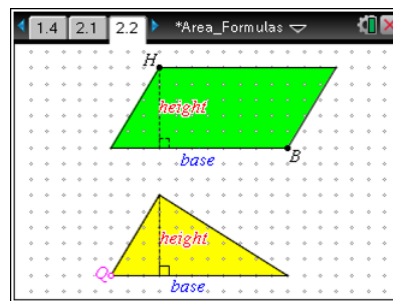 1.4 2.1 2.2 *Area_Formulas
H
height
base
B
height
Q
base